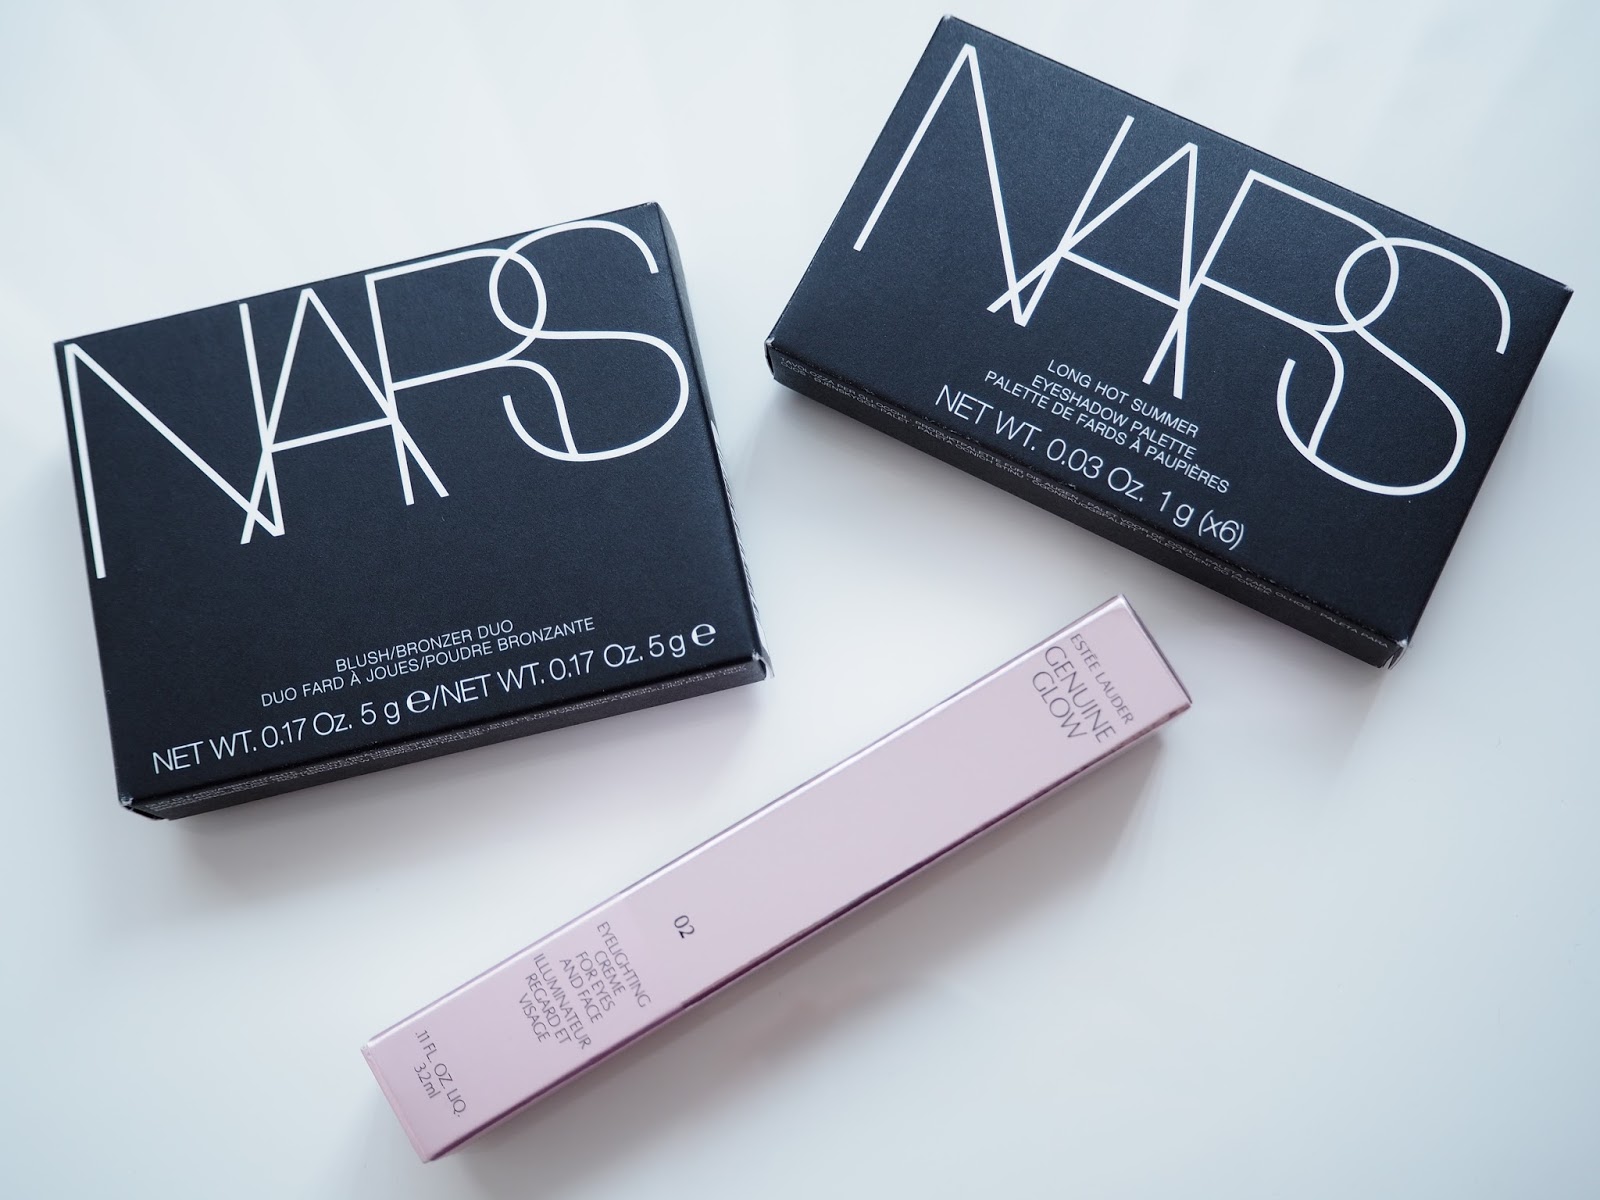 NARS
BLUSH/BRONZER DUO
DUO FARD À JOUES/POUDRE BRONZANTE
NET WT. 0.17 Oz. 5 g e/NET WT. 0.17 Oz. 5 g e
NARS
LONG HOT SUMMER
EYESHADOW PALETTE
PALETTE DE FARDS À PAUPIÈRES
NET WT. 0.03 Oz. 1 g (x6)
ESTĒE LAUDER
GENUINE
GLOW
02
EYELIGHTING
CREME
FOR EYES
AND FACE
ILLUMINATEUR
REGARD ET
VISAGE
.11 FL. OZ. LIQ.
3.2ml